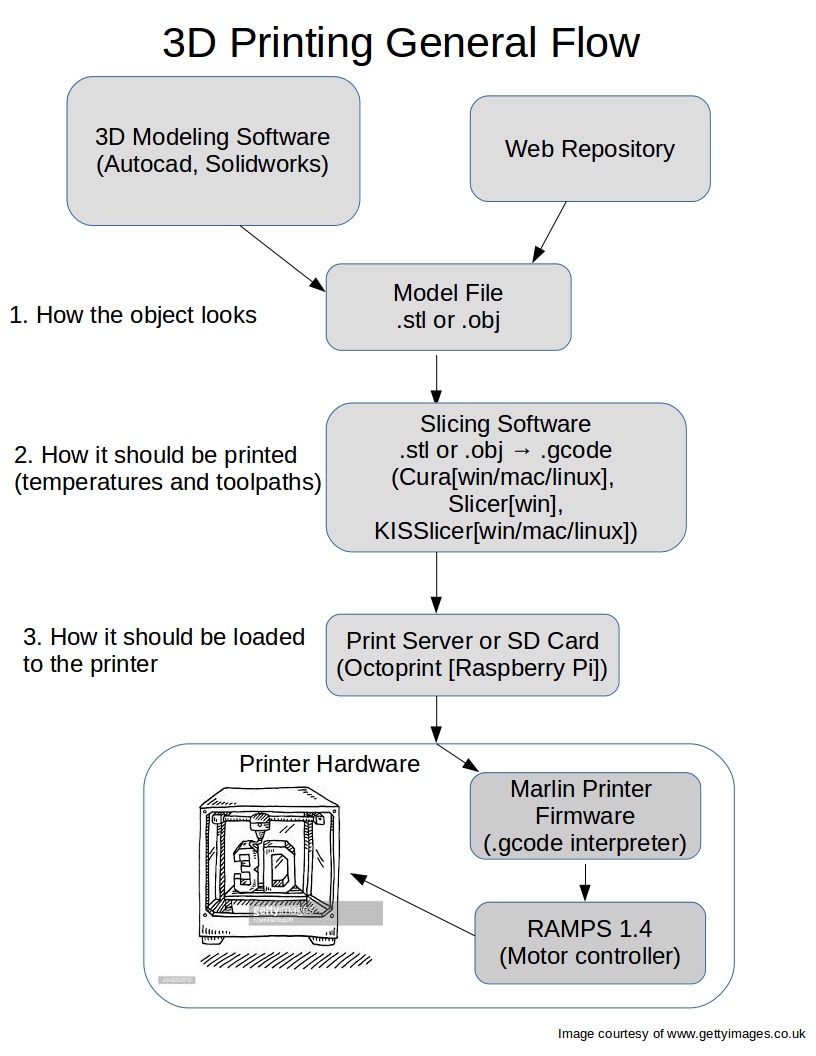 3D Printing General Flow
3D Modeling Software
(Autocad, Solidworks)
Web Repository
Model File
.stl or .obj
1. How the object looks
Slicing Software
.stl or .obj → .gcode
(Cura[win/mac/linux],
Slicer[win],
KISSlicer[win/mac/linux])
2. How it should be printed
(temperatures and toolpaths)
Print Server or SD Card
(Octoprint [Raspberry Pi])
3. How it should be loaded
to the printer
Printer Hardware
Marlin Printer
Firmware
(.gcode interpreter)
3D
gettyimages
RAMPS 1.4
(Motor controller)
Image courtesy of www.gettyimages.co.uk